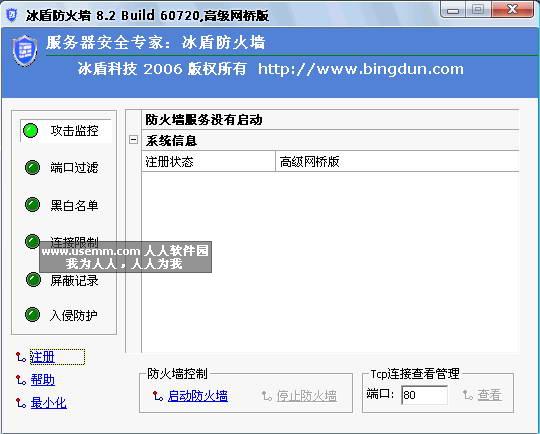 冰盾防火墙 8.2 Build 60720,高级网桥版
服务器安全专家：冰盾防火墙
冰盾科技 2006 版权所有 http://www.bingdun.com
攻击监控
端口过滤
黑白名单
连接限制
屏蔽记录
入侵防护
防火墙服务没有启动
系统信息
注册状态 高级网桥版
www.usemm.com 人人软件园
我为人人，人人为我
注册
帮助
最小化
防火墙控制
启动防火墙 停止防火墙
Tcp连接查看管理
端口: 80 查看